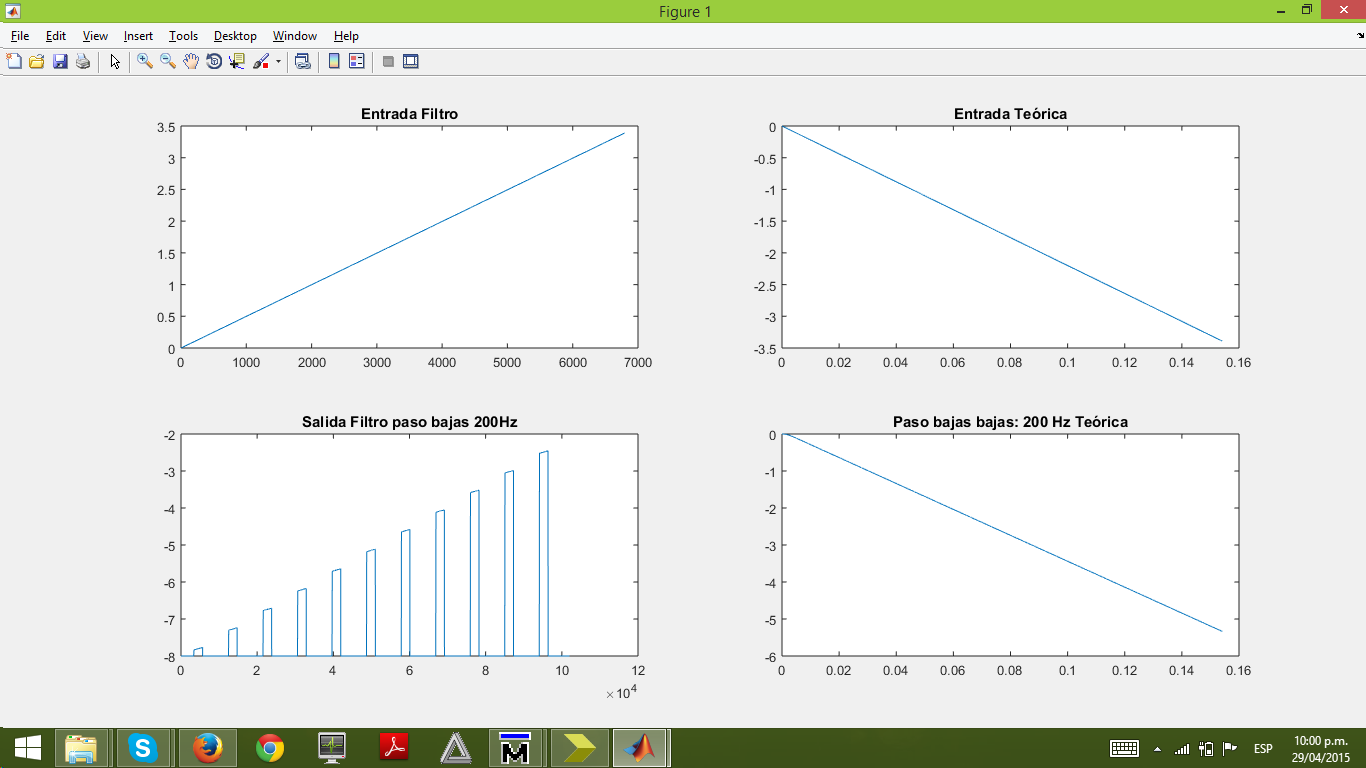 Figure 1
File Edit View Insert Tools Desktop Window Help
Entrada Filtro
3.5
3
2.5
2
1.5
1
0.5
0
0 1000 2000 3000 4000 5000 6000 7000
Entrada Teórica
0
-0.5
-1
-1.5
-2
-2.5
-3
-3.5
0 0.02 0.04 0.06 0.08 0.1 0.12 0.14 0.16
Salida Filtro paso bajas 200Hz
-2
-3
-4
-5
-6
-7
-8
0 2 4 6 8 10 12
×10^4
Paso bajas bajas: 200 Hz Teórica
0
-1
-2
-3
-4
-5
-6
0 0.02 0.04 0.06 0.08 0.1 0.12 0.14 0.16
ESP
10:00 p.m.
29/04/2015